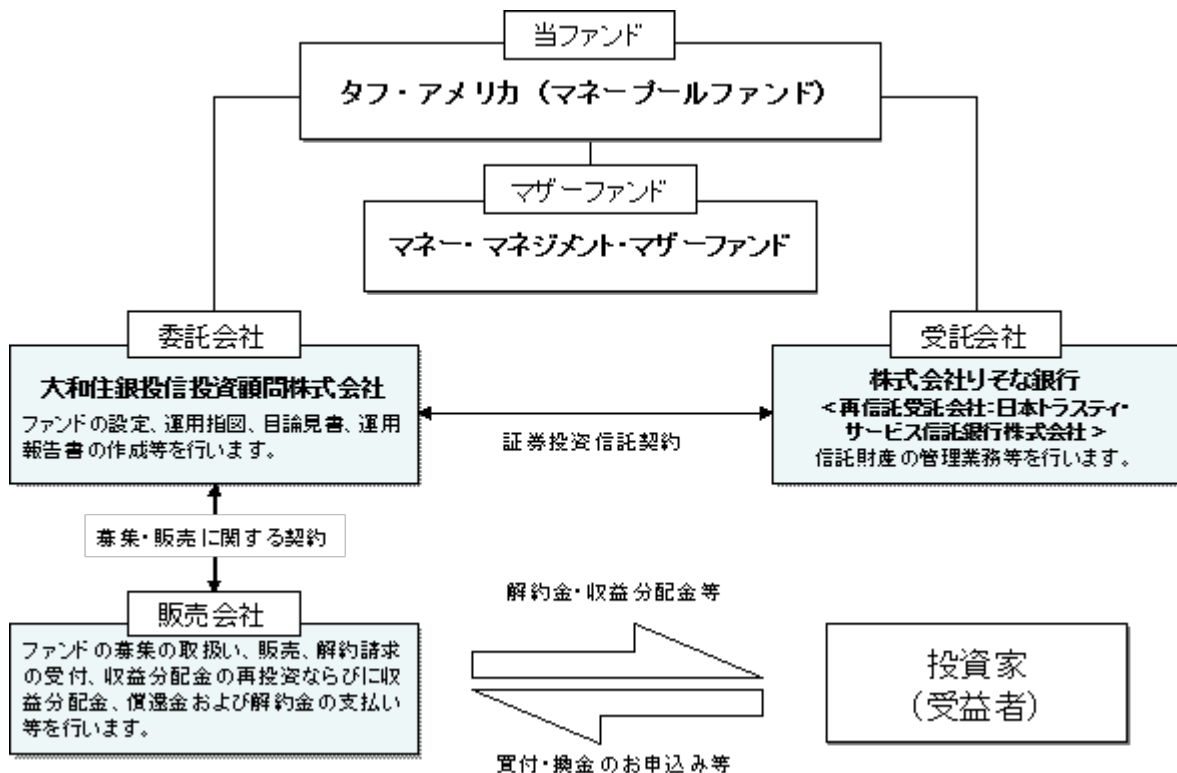 当ファンド
タフ・アメリカ（マネープールファンド）
マザーファンド
マネー・マネジメント・マザーファンド
委託会社
大和住銀投信投資顧問株式会社
ファンドの設定、運用指図、目論見書、運用
報告書の作成等を行います。
受託会社
株式会社りそな銀行
<再信託受託会社:日本トラスティ・
サービス信託銀行株式会社>
信託財産の管理業務等を行います。
証券投資信託契約
募集・販売に関する契約
販売会社
ファンドの募集の取扱い、販売、解約請求
の受付、収益分配金の再投資ならびに収
益分配金、償還金および解約金の支払い
等を行います。
解約金・収益分配金等
買付・換金のお申込み等
投資家
（受益者）